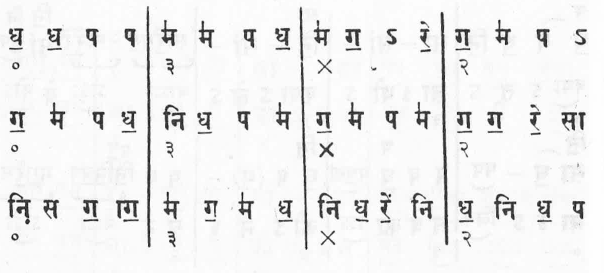 ध॒ ध॒ प प | म॑ म॑ प ध॒ | म॑ ग॒ ऽ रे॒ | ग॒ म॑ प ऽ
० ३ × २
ग॒ म॑ प ध॒ | नि ध॒ प म॑ | ग॒ म॑ प म॑ | ग॒ ग॒ रे॒ सा
० ३ × २
नि़ स ग॒ ग॒ | म॑ ग॒ म॑ ध॒ | नि ध॒ रें॒ नि | ध॒ नि ध॒ प
० ३ × २